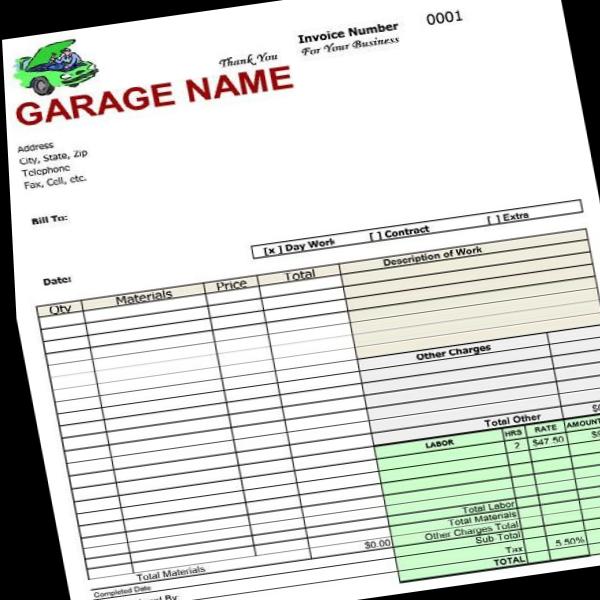 Invoice Number 0001
Thank You For Your Business
GARAGE NAME
Address
City, State, Zip
Telephone
Fax, Cell, etc.
Bill To:
[x ] Day Work [ ] Contract [ ] Extra
Date:
Qty Materials Price Total Description of Work
Other Charges
Total Other
LABOR HRS RATE AMOUNT
2 $47.50
Total Labor
Total Materials
Other Charges Total
Sub Total
Tax 5.50%
TOTAL
Total Materials $0.00
Completed Date
By: